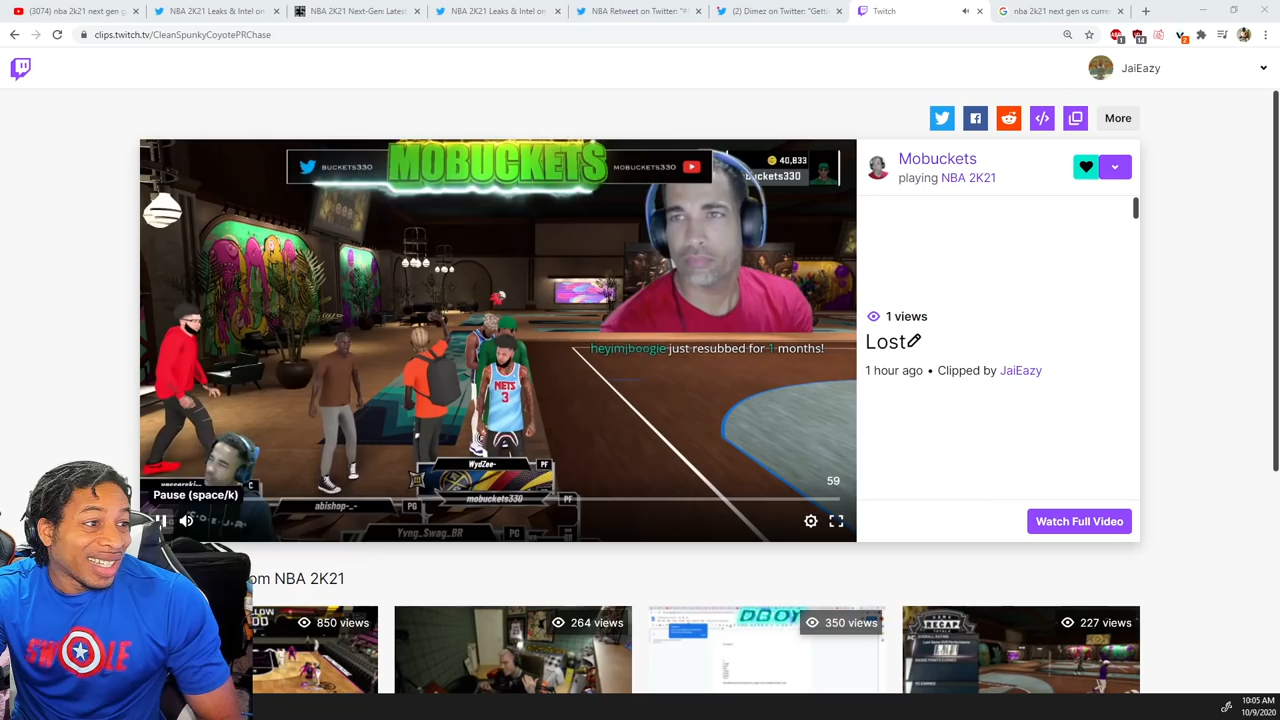 (3074) nba 2k21 next gen g
NBA 2K21 Leaks & Intel on
NBA 2K21 Next-Gen: Latest
NBA 2K21 Leaks & Intel on
NBA Retweet on Twitter: "#
(2) Dimez on Twitter: "Getti
Twitch
nba 2k21 next gen vs curren
clips.twitch.tv/CleanSpunkyCoyotePRChase
JaiEazy
More
BUCKETS330
MOBUCKETS
MOBUCKETS330
40,833
buckets330
Mobuckets
playing NBA 2K21
1 views
Lost
1 hour ago • Clipped by JaiEazy
heyimjboogie just resubbed for 1 months!
NETS
3
WydZee-
PF
59
Pause (space/k)
C
mobuckets330
PF
abishop-_-
PG
Yvng_Swag_BR
PG
Watch Full Video
om NBA 2K21
850 views
264 views
350 views
227 views
10:05 AM
10/9/2020